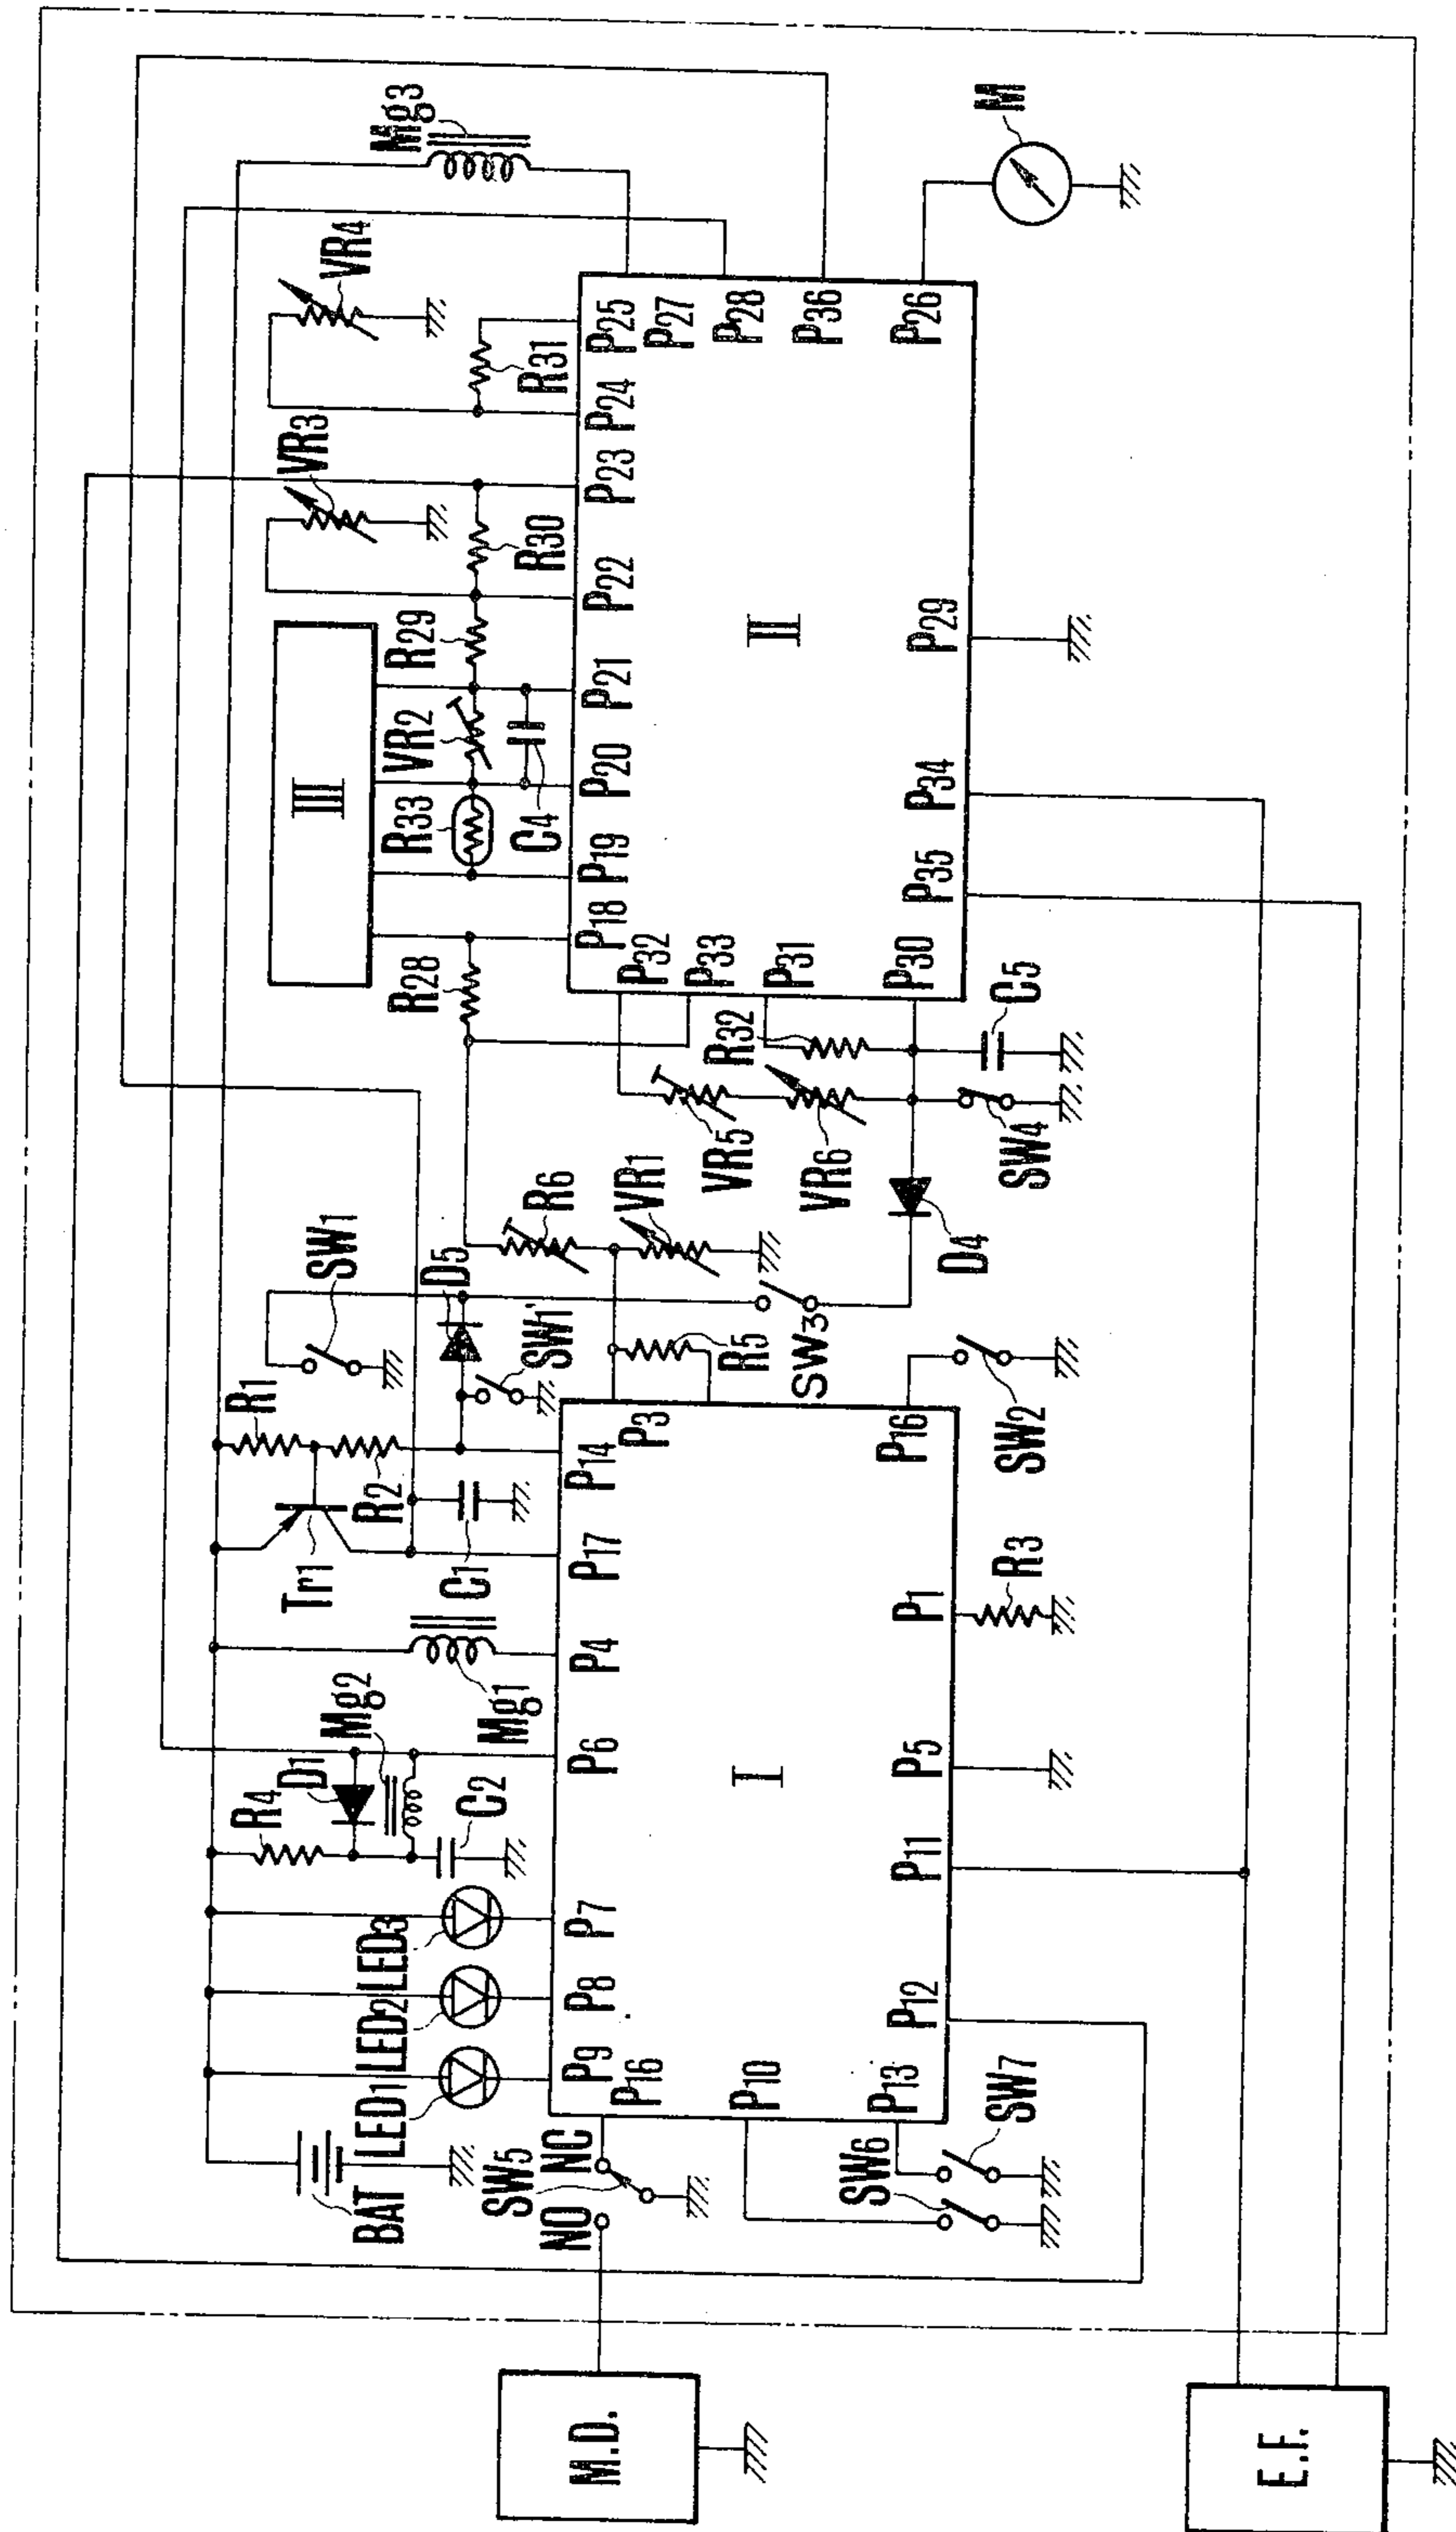 M.D.
E.F.
BAT
LED1
LED2
LED3
R4
D1
Mg2
C2
Mg1
Tr1
R1
R2
C1
SW1
D5
SW1'
R6
VR1
R5
SW3
SW2
D4
R3
SW5
NO
NC
SW6
SW7
P9
P8
P7
P6
P4
P17
P14
P3
P16
P10
P13
P12
P11
P5
P1
P16
I
III
R28
R33
VR2
C4
R29
R30
VR3
R31
VR4
Mg3
M
P18
P19
P20
P21
P22
P23
P24
P25
P27
P28
P36
P26
P32
P33
P31
P30
P35
P34
P29
II
VR5
VR6
R32
SW4
C5